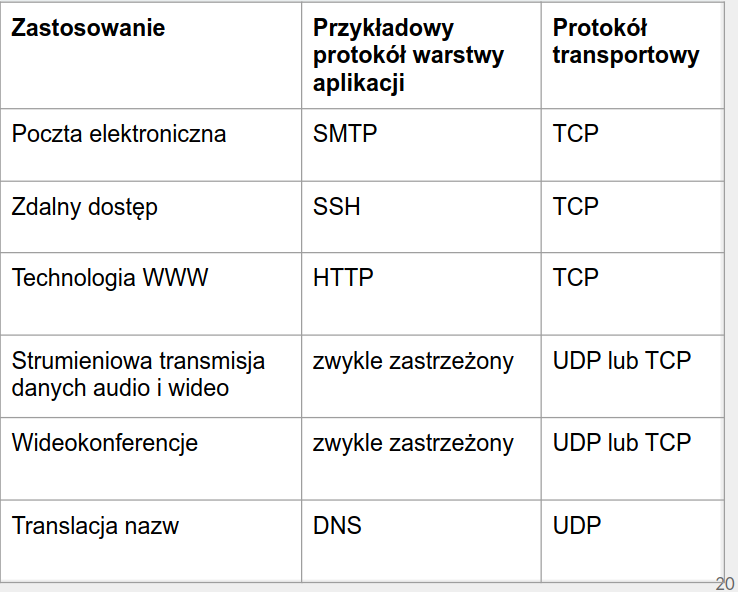 Zastosowanie
Przykładowy
protokół warstwy
aplikacji
Protokół
transportowy
Poczta elektroniczna
SMTP
TCP
Zdalny dostęp
SSH
TCP
Technologia WWW
HTTP
TCP
Strumieniowa transmisja
danych audio i wideo
zwykle zastrzeżony
UDP lub TCP
Wideokonferencje
zwykle zastrzeżony
UDP lub TCP
Translacja nazw
DNS
UDP
20